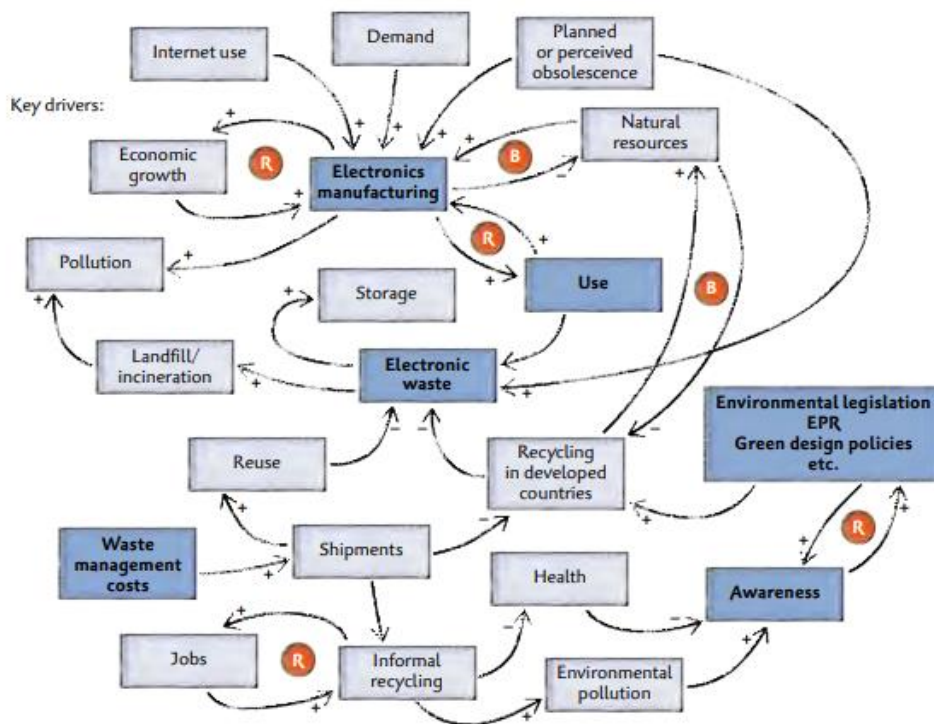 Internet use
Demand
Planned
or perceived
obsolescence
Key drivers:
+
+
+
+
+
Natural
resources
Economic
growth
R
+
Electronics
manufacturing
B
−
+
Pollution
+
+
R
+
+
Use
B
Storage
+
+
Landfill/
incineration
+
Electronic
waste
+
Environmental legislation
EPR
Green design policies
etc.
−
−
−
Reuse
Recycling
in developed
countries
+
+
−
+
R
+
Waste
management
costs
+
Shipments
Health
Awareness
+
−
−
+
Jobs
R
+
Informal
recycling
+
Environmental
pollution